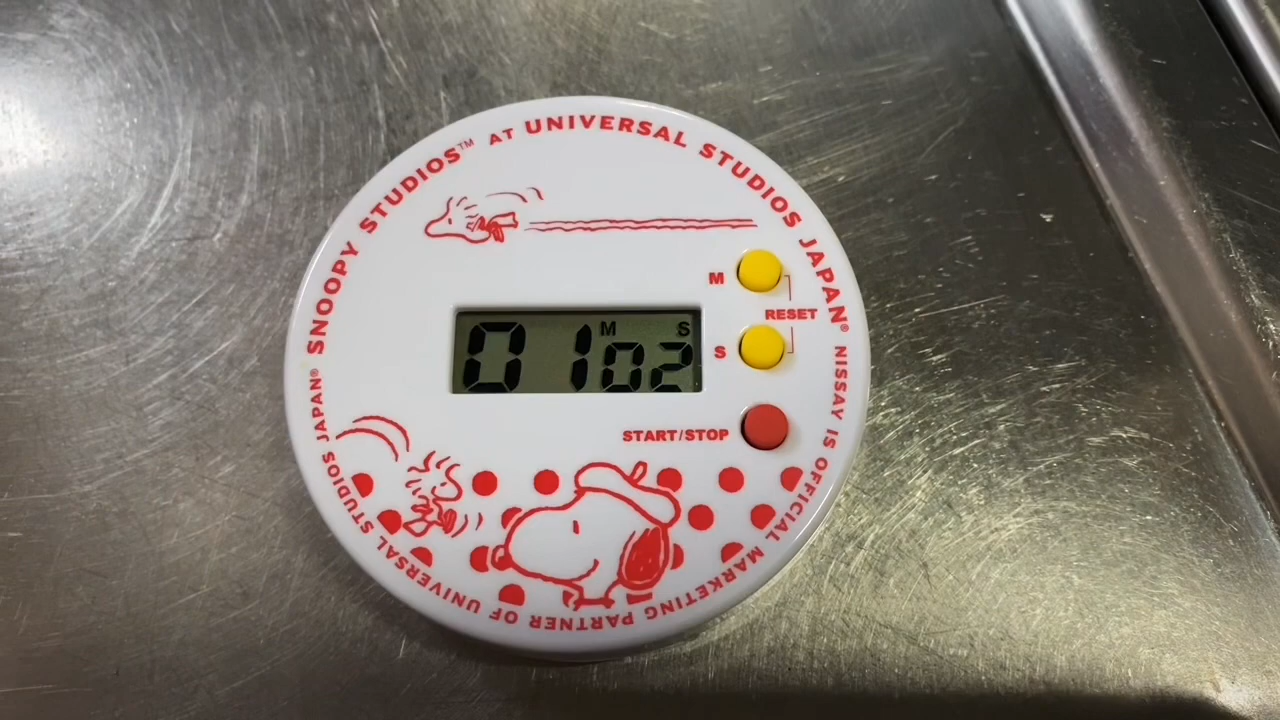 SNOOPY STUDIOS™ AT UNIVERSAL STUDIOS JAPAN®
M
RESET
S
01 M 02 S
START/STOP
NISSAY IS OFFICIAL MARKETING PARTNER OF UNIVERSAL STUDIOS JAPAN®